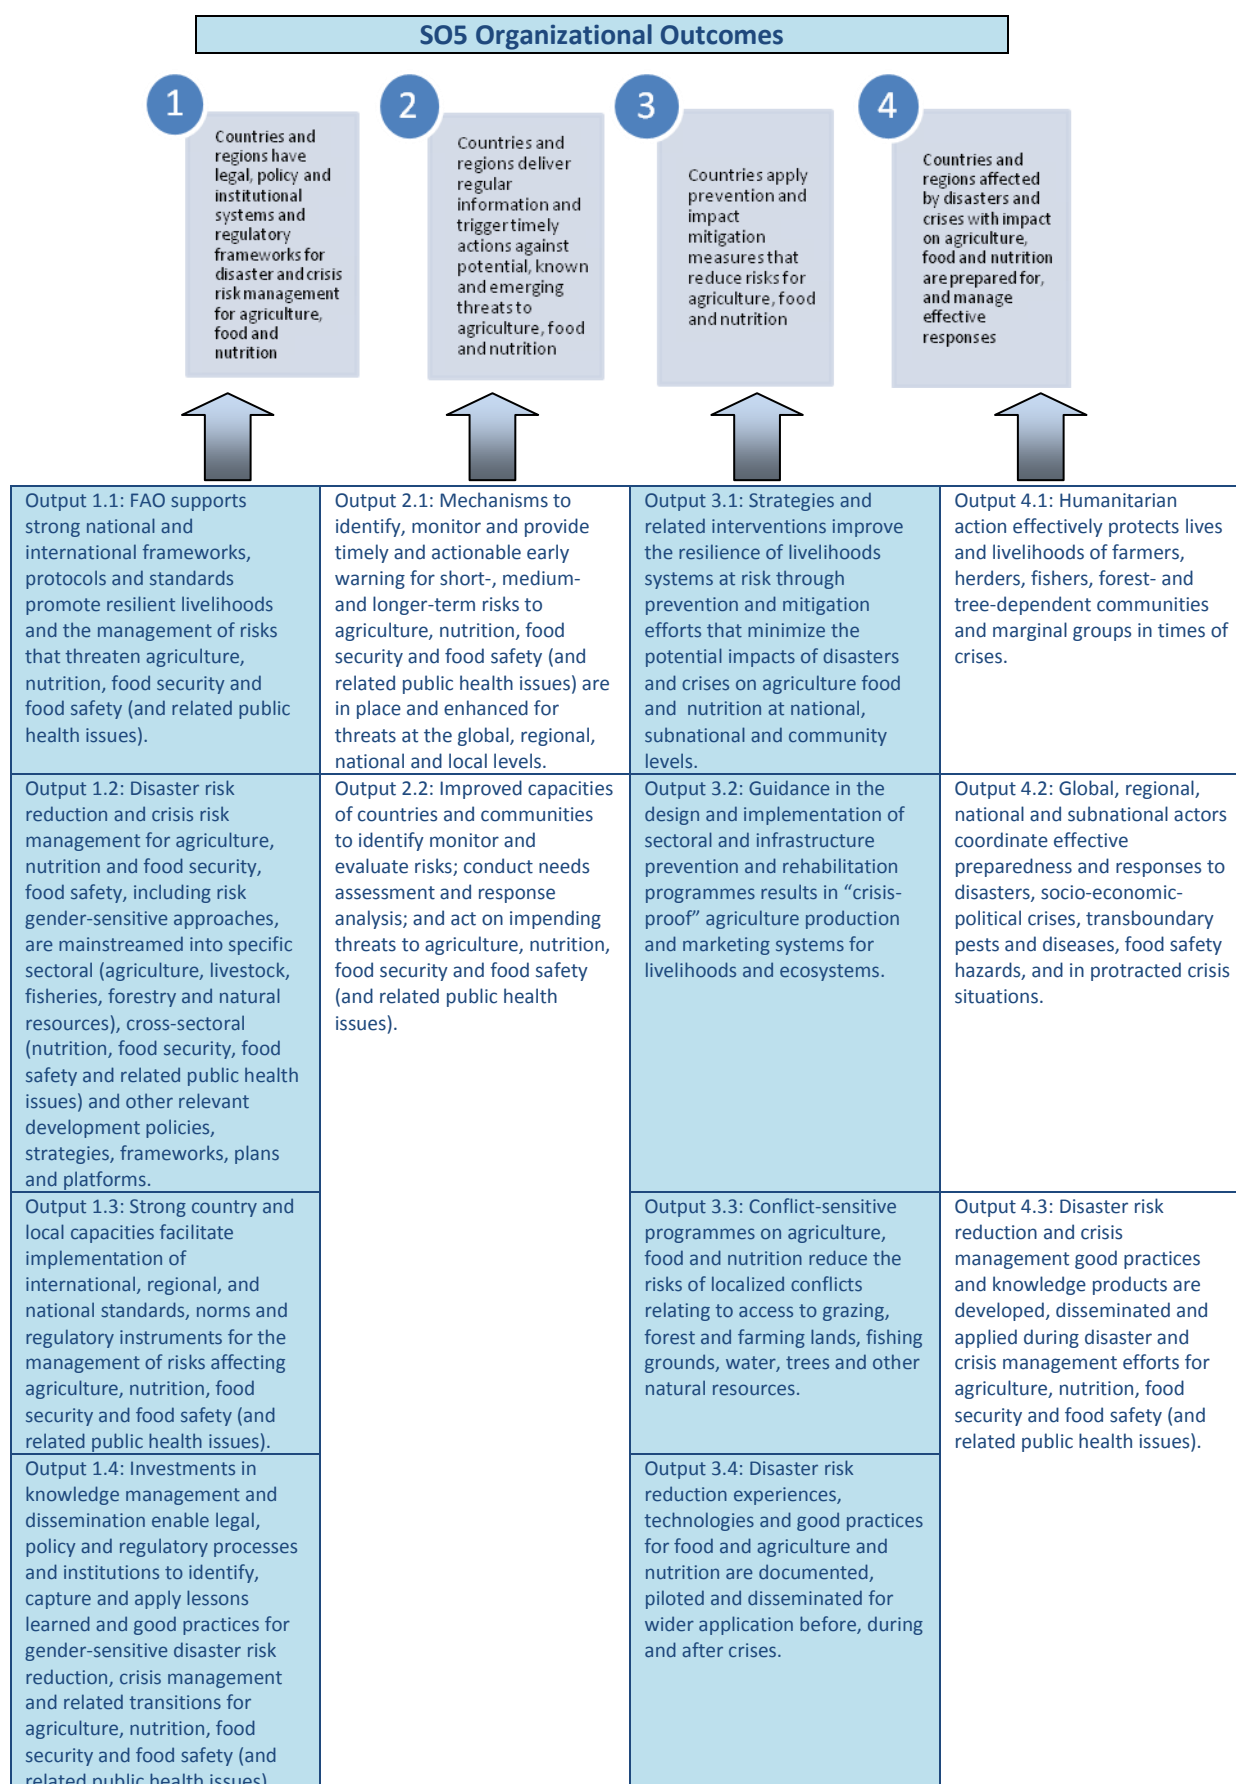 SO5 Organizational Outcomes
1
Countries and
regions have
legal, policy and
institutional
systems and
regulatory
frameworks for
disaster and crisis
risk management
for agriculture,
food and
nutrition
2
Countries and
regions deliver
regular
information and
trigger timely
actions against
potential, known
and emerging
threats to
agriculture, food
and nutrition
3
Countries apply
prevention and
impact
mitigation
measures that
reduce risks for
agriculture, food
and nutrition
4
Countries and
regions affected
by disasters and
crises with impact
on agriculture,
food and nutrition
are prepared for,
and manage
effective
responses
Output 1.1: FAO supports
strong national and
international frameworks,
protocols and standards
promote resilient livelihoods
and the management of risks
that threaten agriculture,
nutrition, food security and
food safety (and related public
health issues).
Output 2.1: Mechanisms to
identify, monitor and provide
timely and actionable early
warning for short-, medium-
and longer-term risks to
agriculture, nutrition, food
security and food safety (and
related public health issues) are
in place and enhanced for
threats at the global, regional,
national and local levels.
Output 3.1: Strategies and
related interventions improve
the resilience of livelihoods
systems at risk through
prevention and mitigation
efforts that minimize the
potential impacts of disasters
and crises on agriculture food
and  nutrition at national,
subnational and community
levels.
Output 4.1: Humanitarian
action effectively protects lives
and livelihoods of farmers,
herders, fishers, forest- and
tree-dependent communities
and marginal groups in times of
crises.
Output 1.2: Disaster risk
reduction and crisis risk
management for agriculture,
nutrition and food security,
food safety, including risk
gender-sensitive approaches,
are mainstreamed into specific
sectoral (agriculture, livestock,
fisheries, forestry and natural
resources), cross-sectoral
(nutrition, food security, food
safety and related public health
issues) and other relevant
development policies,
strategies, frameworks, plans
and platforms.
Output 2.2: Improved capacities
of countries and communities
to identify monitor and
evaluate risks; conduct needs
assessment and response
analysis; and act on impending
threats to agriculture, nutrition,
food security and food safety
(and related public health
issues).
Output 3.2: Guidance in the
design and implementation of
sectoral and infrastructure
prevention and rehabilitation
programmes results in “crisis-
proof” agriculture production
and marketing systems for
livelihoods and ecosystems.
Output 4.2: Global, regional,
national and subnational actors
coordinate effective
preparedness and responses to
disasters, socio-economic-
political crises, transboundary
pests and diseases, food safety
hazards, and in protracted crisis
situations.
Output 1.3: Strong country and
local capacities facilitate
implementation of
international, regional, and
national standards, norms and
regulatory instruments for the
management of risks affecting
agriculture, nutrition, food
security and food safety (and
related public health issues).
Output 3.3: Conflict-sensitive
programmes on agriculture,
food and nutrition reduce the
risks of localized conflicts
relating to access to grazing,
forest and farming lands, fishing
grounds, water, trees and other
natural resources.
Output 4.3: Disaster risk
reduction and crisis
management good practices
and knowledge products are
developed, disseminated and
applied during disaster and
crisis management efforts for
agriculture, nutrition, food
security and food safety (and
related public health issues).
Output 1.4: Investments in
knowledge management and
dissemination enable legal,
policy and regulatory processes
and institutions to identify,
capture and apply lessons
learned and good practices for
gender-sensitive disaster risk
reduction, crisis management
and related transitions for
agriculture, nutrition, food
security and food safety (and
related public health issues)
Output 3.4: Disaster risk
reduction experiences,
technologies and good practices
for food and agriculture and
nutrition are documented,
piloted and disseminated for
wider application before, during
and after crises.